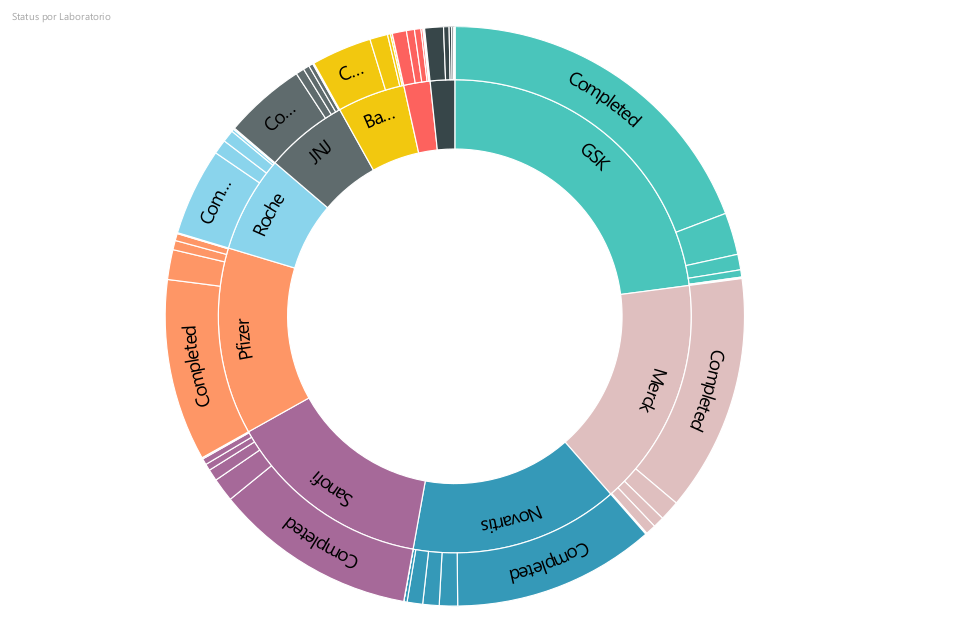 Status por Laboratorio
Completed
GSK
Completed
Merck
Completed
Novartis
Completed
Sanofi
Completed
Pfizer
Com...
Roche
Co...
JNJ
C...
Ba...